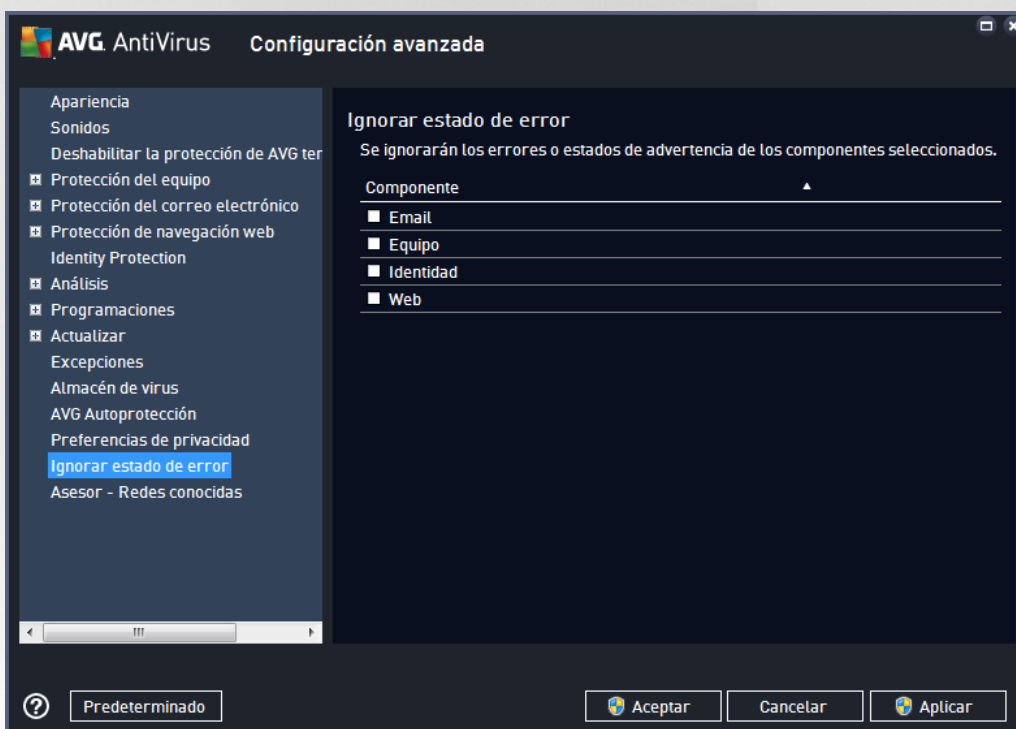 AVG. AntiVirus
Configuración avanzada
Apariencia
Sonidos
Deshabilitar la protección de AVG ter
Protección del equipo
Protección del correo electrónico
Protección de navegación web
Identity Protection
Análisis
Programaciones
Actualizar
Excepciones
Almacén de virus
AVG Autoprotección
Preferencias de privacidad
Ignorar estado de error
Asesor - Redes conocidas
Ignorar estado de error
Se ignorarán los errores o estados de advertencia de los componentes seleccionados.
Componente
Email
Equipo
Identidad
Web
Predeterminado
Aceptar
Cancelar
Aplicar